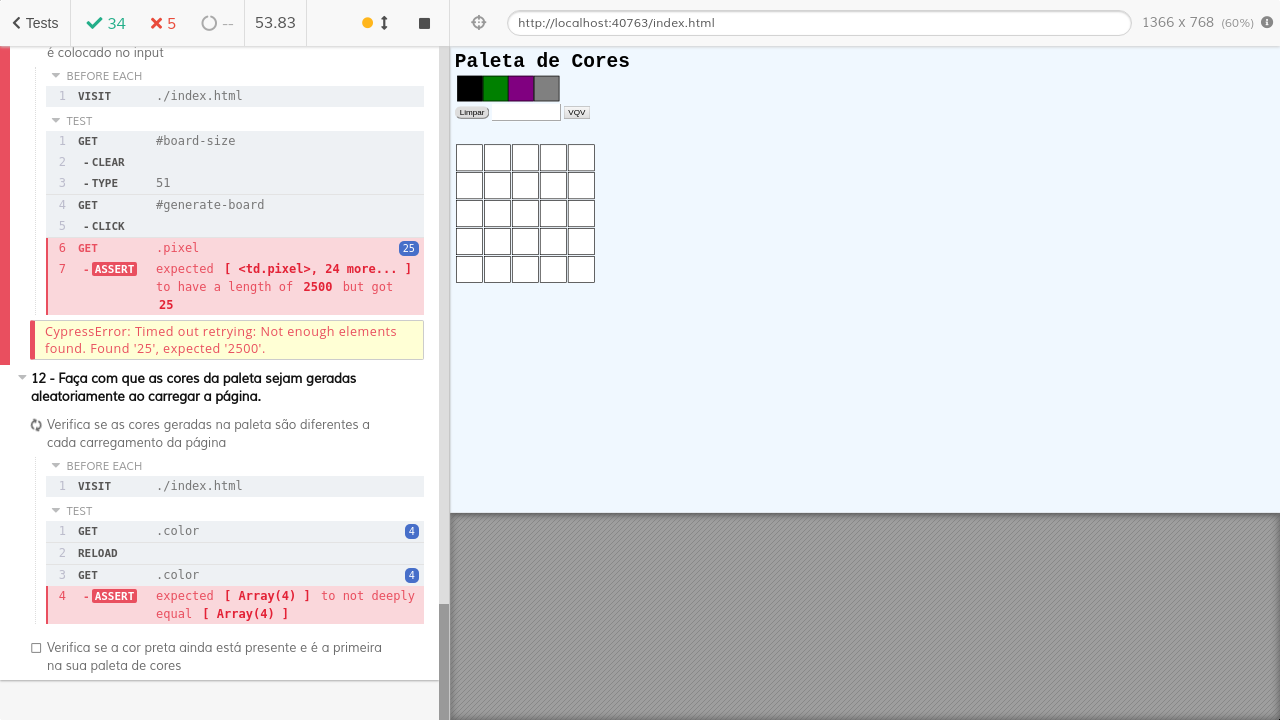 Tests 34 5 -- 53.83 http://localhost:40763/index.html 1366 x 768 (60%)
é colocado no input
BEFORE EACH
1 VISIT ./index.html
TEST
1 GET #board-size
2 - CLEAR
3 - TYPE 51
4 GET #generate-board
5 - CLICK
6 GET .pixel 25
7 - ASSERT expected [ <td.pixel>, 24 more... ]
to have a length of 2500 but got
25
CypressError: Timed out retrying: Not enough elements
found. Found '25', expected '2500'.
12 - Faça com que as cores da paleta sejam geradas
aleatoriamente ao carregar a página.
Verifica se as cores geradas na paleta são diferentes a
cada carregamento da página
BEFORE EACH
1 VISIT ./index.html
TEST
1 GET .color 4
2 RELOAD
3 GET .color 4
4 - ASSERT expected [ Array(4) ] to not deeply
equal [ Array(4) ]
Verifica se a cor preta ainda está presente e é a primeira
na sua paleta de cores
Paleta de Cores
Limpar VQV